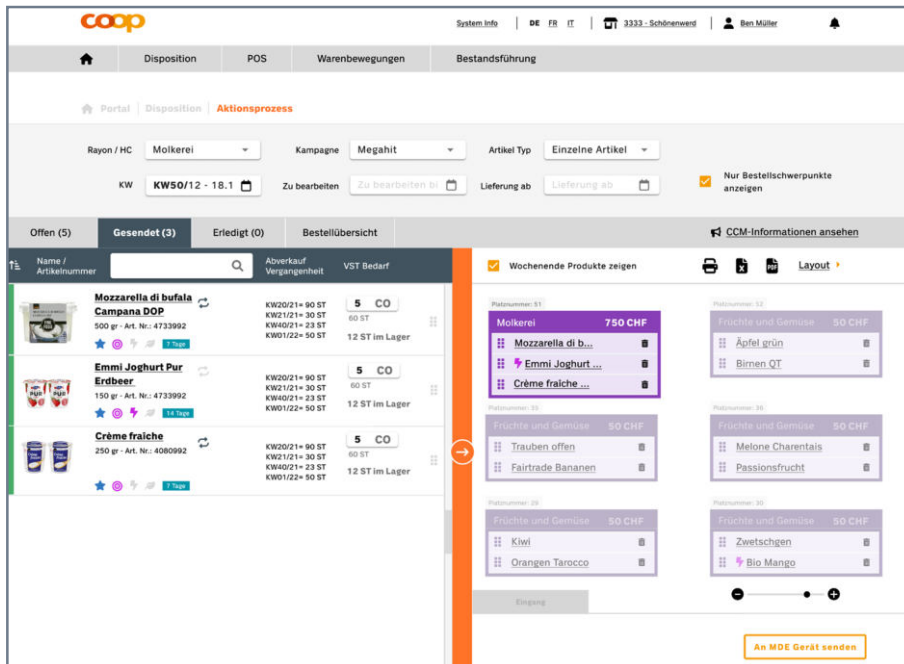 coop
System Info | DE FR IT | 3333 - Schönenwerd | Ben Müller
Disposition POS Warenbewegungen Bestandsführung
Portal | Disposition | Aktionsprozess
Rayon / HC Molkerei Kampagne Megahit Artikel Typ Einzelne Artikel
KW KW50/12 - 18.1 Zu bearbeiten Zu bearbeiten bi Lieferung ab Lieferung ab
Nur Bestellschwerpunkte
anzeigen
Offen (5) Gesendet (3) Erledigt (0) Bestellübersicht
CCM-Informationen ansehen
Name /
Artikelnummer
Abverkauf
Vergangenheit
VST Bedarf
Mozzarella di bufala
Campana DOP
500 gr - Art. Nr.: 4733992
7 Tage
KW20/21= 90 ST
KW21/21= 30 ST
KW40/21= 23 ST
KW01/22= 50 ST
5 CO
60 ST
12 ST im Lager
Emmi Joghurt Pur
Erdbeer
150 gr - Art. Nr.: 4733992
14 Tage
KW20/21= 90 ST
KW21/21= 30 ST
KW40/21= 23 ST
KW01/22= 50 ST
5 CO
60 ST
12 ST im Lager
Crème fraîche
250 gr - Art. Nr.: 4080992
7 Tage
KW20/21= 90 ST
KW21/21= 30 ST
KW40/21= 23 ST
KW01/22= 50 ST
5 CO
60 ST
12 ST im Lager
Wochenende Produkte zeigen
PDF
Layout
Platznummer: 51
Molkerei 750 CHF
Mozzarella di b...
Emmi Joghurt ...
Crème fraîche ...
Platznummer: 52
Früchte und Gemüse 50 CHF
Äpfel grün
Birnen QT
Früchte und Gemüse 50 CHF
Trauben offen
Fairtrade Bananen
Früchte und Gemüse 50 CHF
Melone Charentais
Passionsfrucht
Früchte und Gemüse 50 CHF
Kiwi
Orangen Tarocco
Früchte und Gemüse 50 CHF
Zwetschgen
Bio Mango
Eingang
An MDE Gerät senden